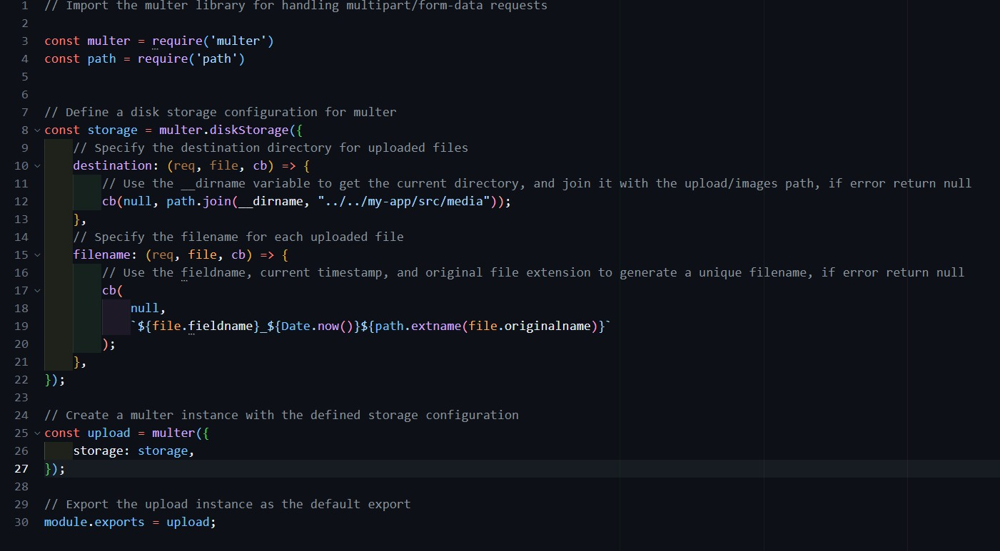 1 // Import the multer library for handling multipart/form-data requests
2
3 const multer = require('multer')
4 const path = require('path')
5
6
7 // Define a disk storage configuration for multer
8 const storage = multer.diskStorage({
9     // Specify the destination directory for uploaded files
10     destination: (req, file, cb) => {
11         // Use the __dirname variable to get the current directory, and join it with the upload/images path, if error return null
12         cb(null, path.join(__dirname, "../../my-app/src/media"));
13     },
14     // Specify the filename for each uploaded file
15     filename: (req, file, cb) => {
16         // Use the fieldname, current timestamp, and original file extension to generate a unique filename, if error return null
17         cb(
18             null,
19             `${file.fieldname}_${Date.now()}${path.extname(file.originalname)}`
20         );
21     },
22 });
23
24 // Create a multer instance with the defined storage configuration
25 const upload = multer({
26     storage: storage,
27 });
28
29 // Export the upload instance as the default export
30 module.exports = upload;